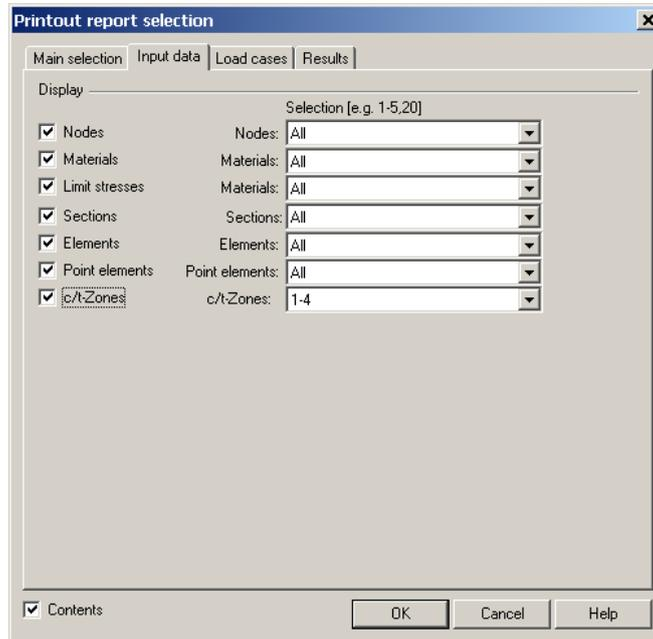 Printout report selection
Main selection Input data Load cases Results
Display
Selection [e.g. 1-5,20]
Nodes Nodes: All
Materials Materials: All
Limit stresses Materials: All
Sections Sections: All
Elements Elements: All
Point elements Point elements: All
c/t-Zones c/t-Zones: 1-4
Contents OK Cancel Help